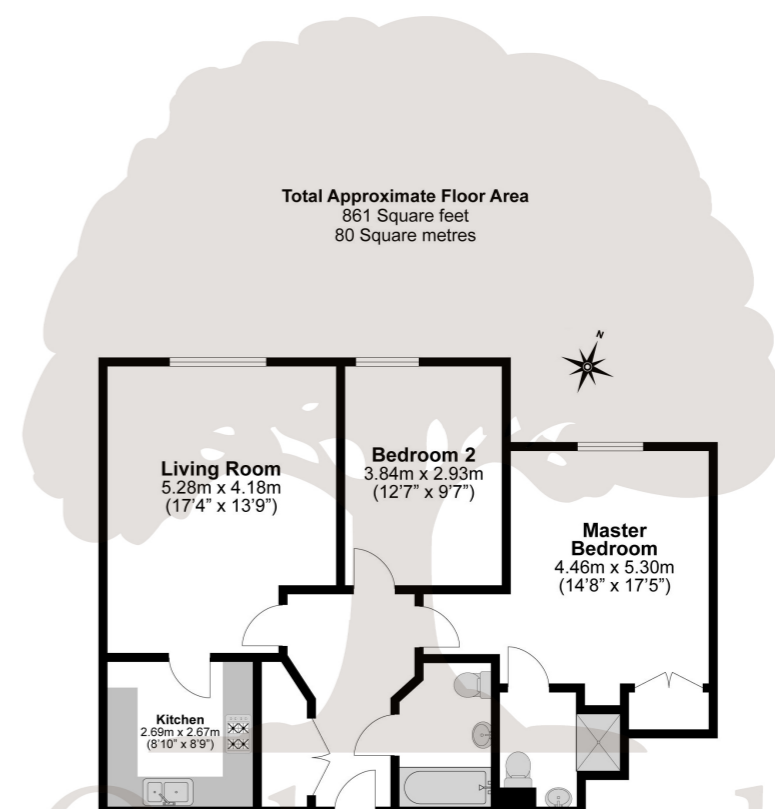 Total Approximate Floor Area
861 Square feet
80 Square metres
N
Living Room
5.28m x 4.18m
(17'4" x 13'9")
Bedroom 2
3.84m x 2.93m
(12'7" x 9'7")
Master
Bedroom
4.46m x 5.30m
(14'8" x 17'5")
Kitchen
2.69m x 2.67m
(8'10" x 8'9")